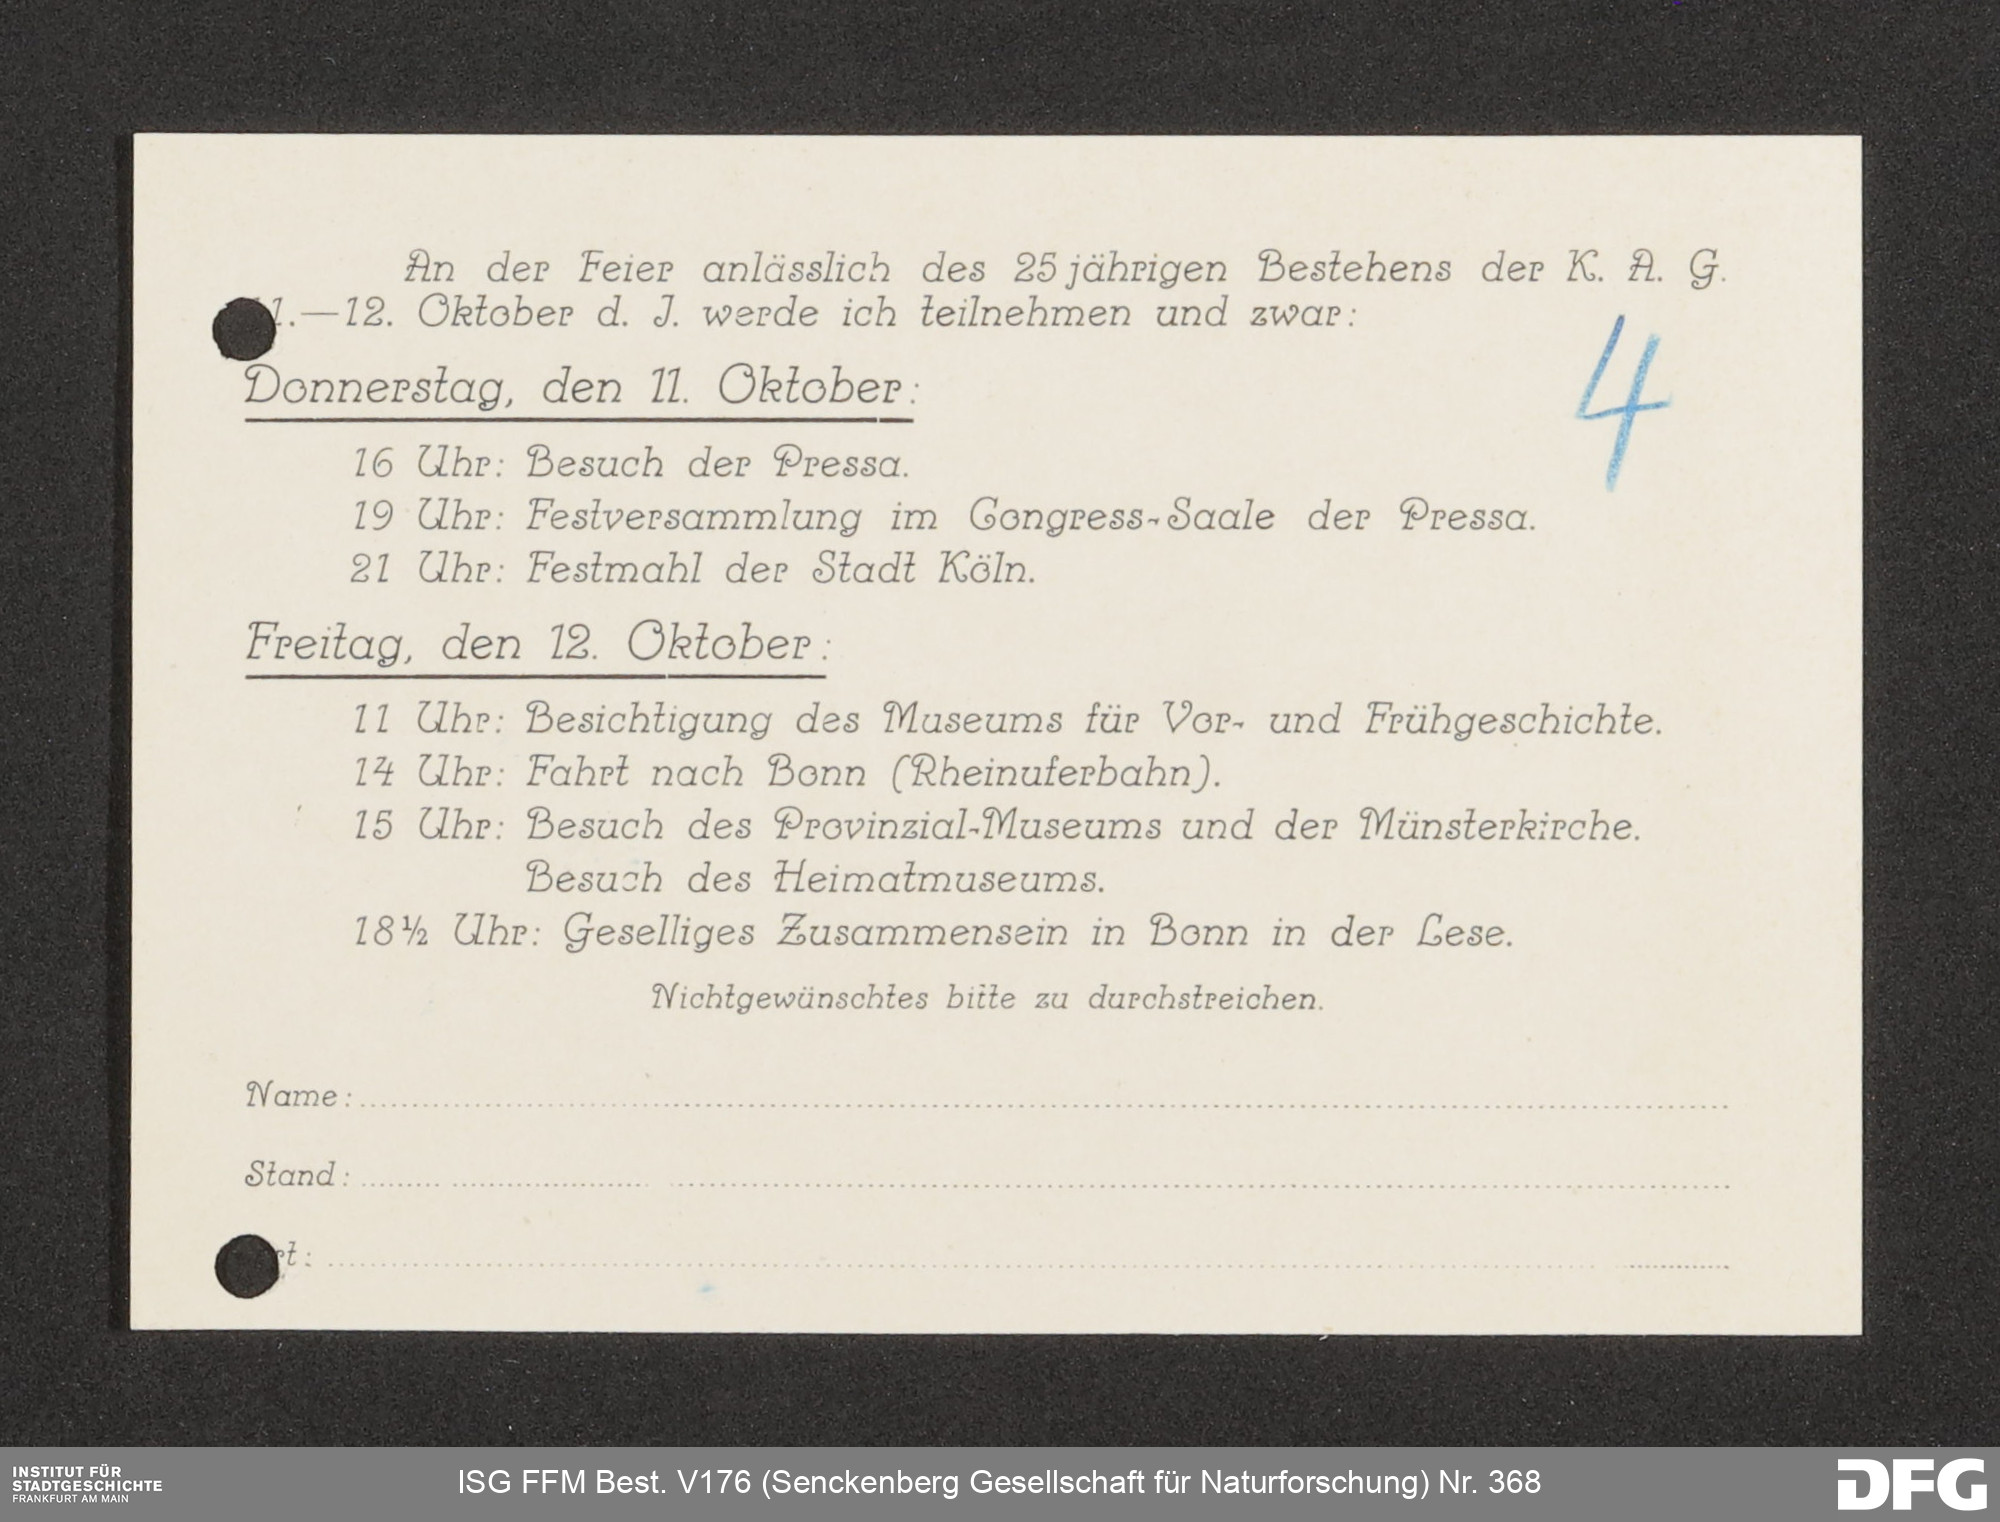 An der Feier anlässlich des 25jährigen Bestehens der K. A. G.
11.—12. Oktober d. J. werde ich teilnehmen und zwar:
4
Donnerstag, den 11. Oktober:
16 Uhr: Besuch der Pressa.
19 Uhr: Festversammlung im Congress-Saale der Pressa.
21 Uhr: Festmahl der Stadt Köln.
Freitag, den 12. Oktober:
11 Uhr: Besichtigung des Museums für Vor- und Frühgeschichte.
14 Uhr: Fahrt nach Bonn (Rheinuferbahn).
15 Uhr: Besuch des Provinzial-Museums und der Münsterkirche.
Besuch des Heimatmuseums.
18½ Uhr: Geselliges Zusammensein in Bonn in der Lese.
Nichtgewünschtes bitte zu durchstreichen.
Name:
Stand:
INSTITUT FÜR
STADTGESCHICHTE
FRANKFURT AM MAIN
ISG FFM Best. V176 (Senckenberg Gesellschaft für Naturforschung) Nr. 368
DFG